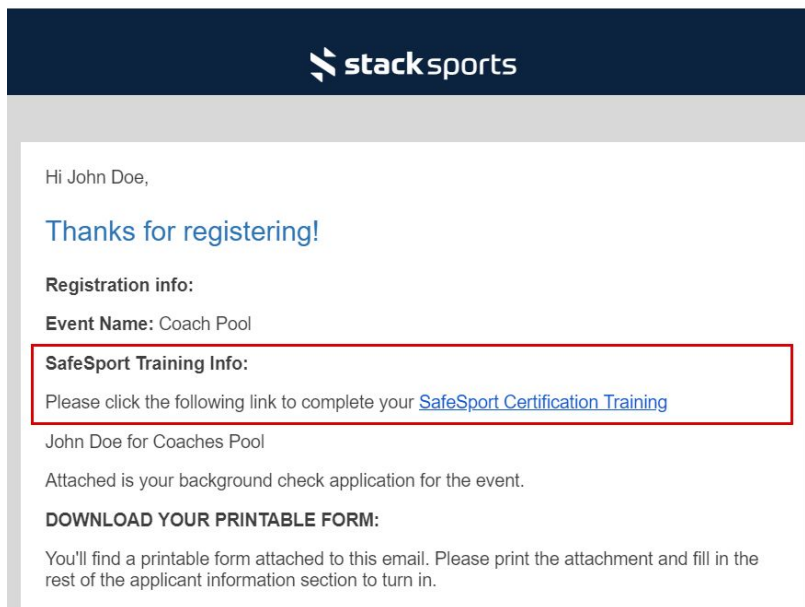 stacksports
Hi John Doe,
Thanks for registering!
Registration info:
Event Name: Coach Pool
SafeSport Training Info:
Please click the following link to complete your SafeSport Certification Training
John Doe for Coaches Pool
Attached is your background check application for the event.
DOWNLOAD YOUR PRINTABLE FORM:
You'll find a printable form attached to this email. Please print the attachment and fill in the
rest of the applicant information section to turn in.